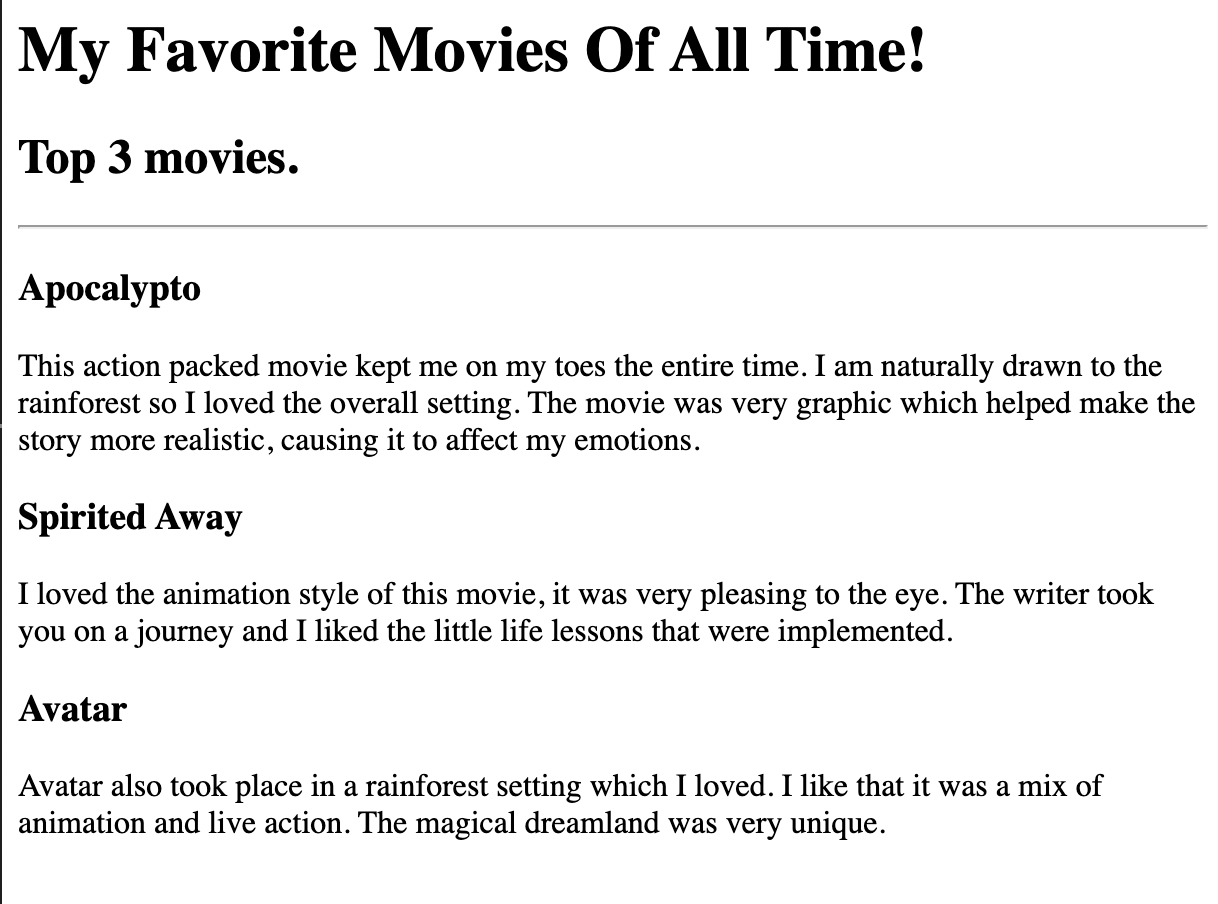 My Favorite Movies Of All Time!
Top 3 movies.
Apocalypto
This action packed movie kept me on my toes the entire time. I am naturally drawn to the
rainforest so I loved the overall setting. The movie was very graphic which helped make the
story more realistic, causing it to affect my emotions.
Spirited Away
I loved the animation style of this movie, it was very pleasing to the eye. The writer took
you on a journey and I liked the little life lessons that were implemented.
Avatar
Avatar also took place in a rainforest setting which I loved. I like that it was a mix of
animation and live action. The magical dreamland was very unique.